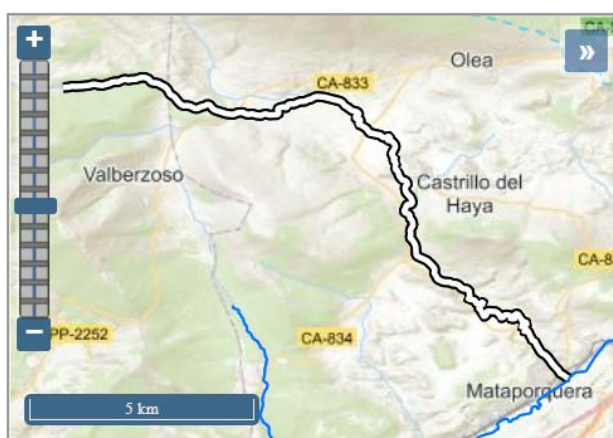 +
»
CA-833
Olea
Valberzoso
Castrillo del
Haya
CA-8
PP-2252
CA-834
Mataporquera
5 km